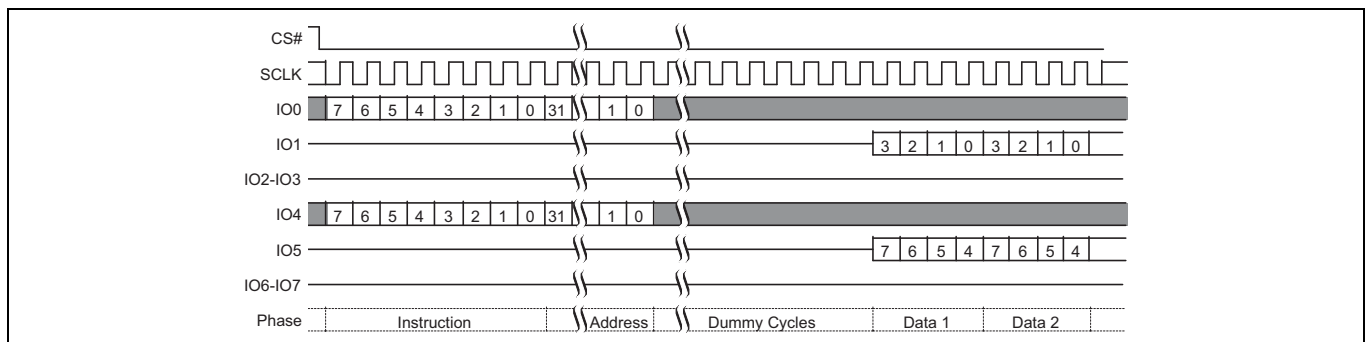 CS#
SCLK
IO0 7 6 5 4 3 2 1 0 31 1 0
IO1 3 2 1 0 3 2 1 0
IO2-IO3
IO4 7 6 5 4 3 2 1 0 31 1 0
IO5 7 6 5 4 7 6 5 4
IO6-IO7
Phase Instruction Address Dummy Cycles Data 1 Data 2